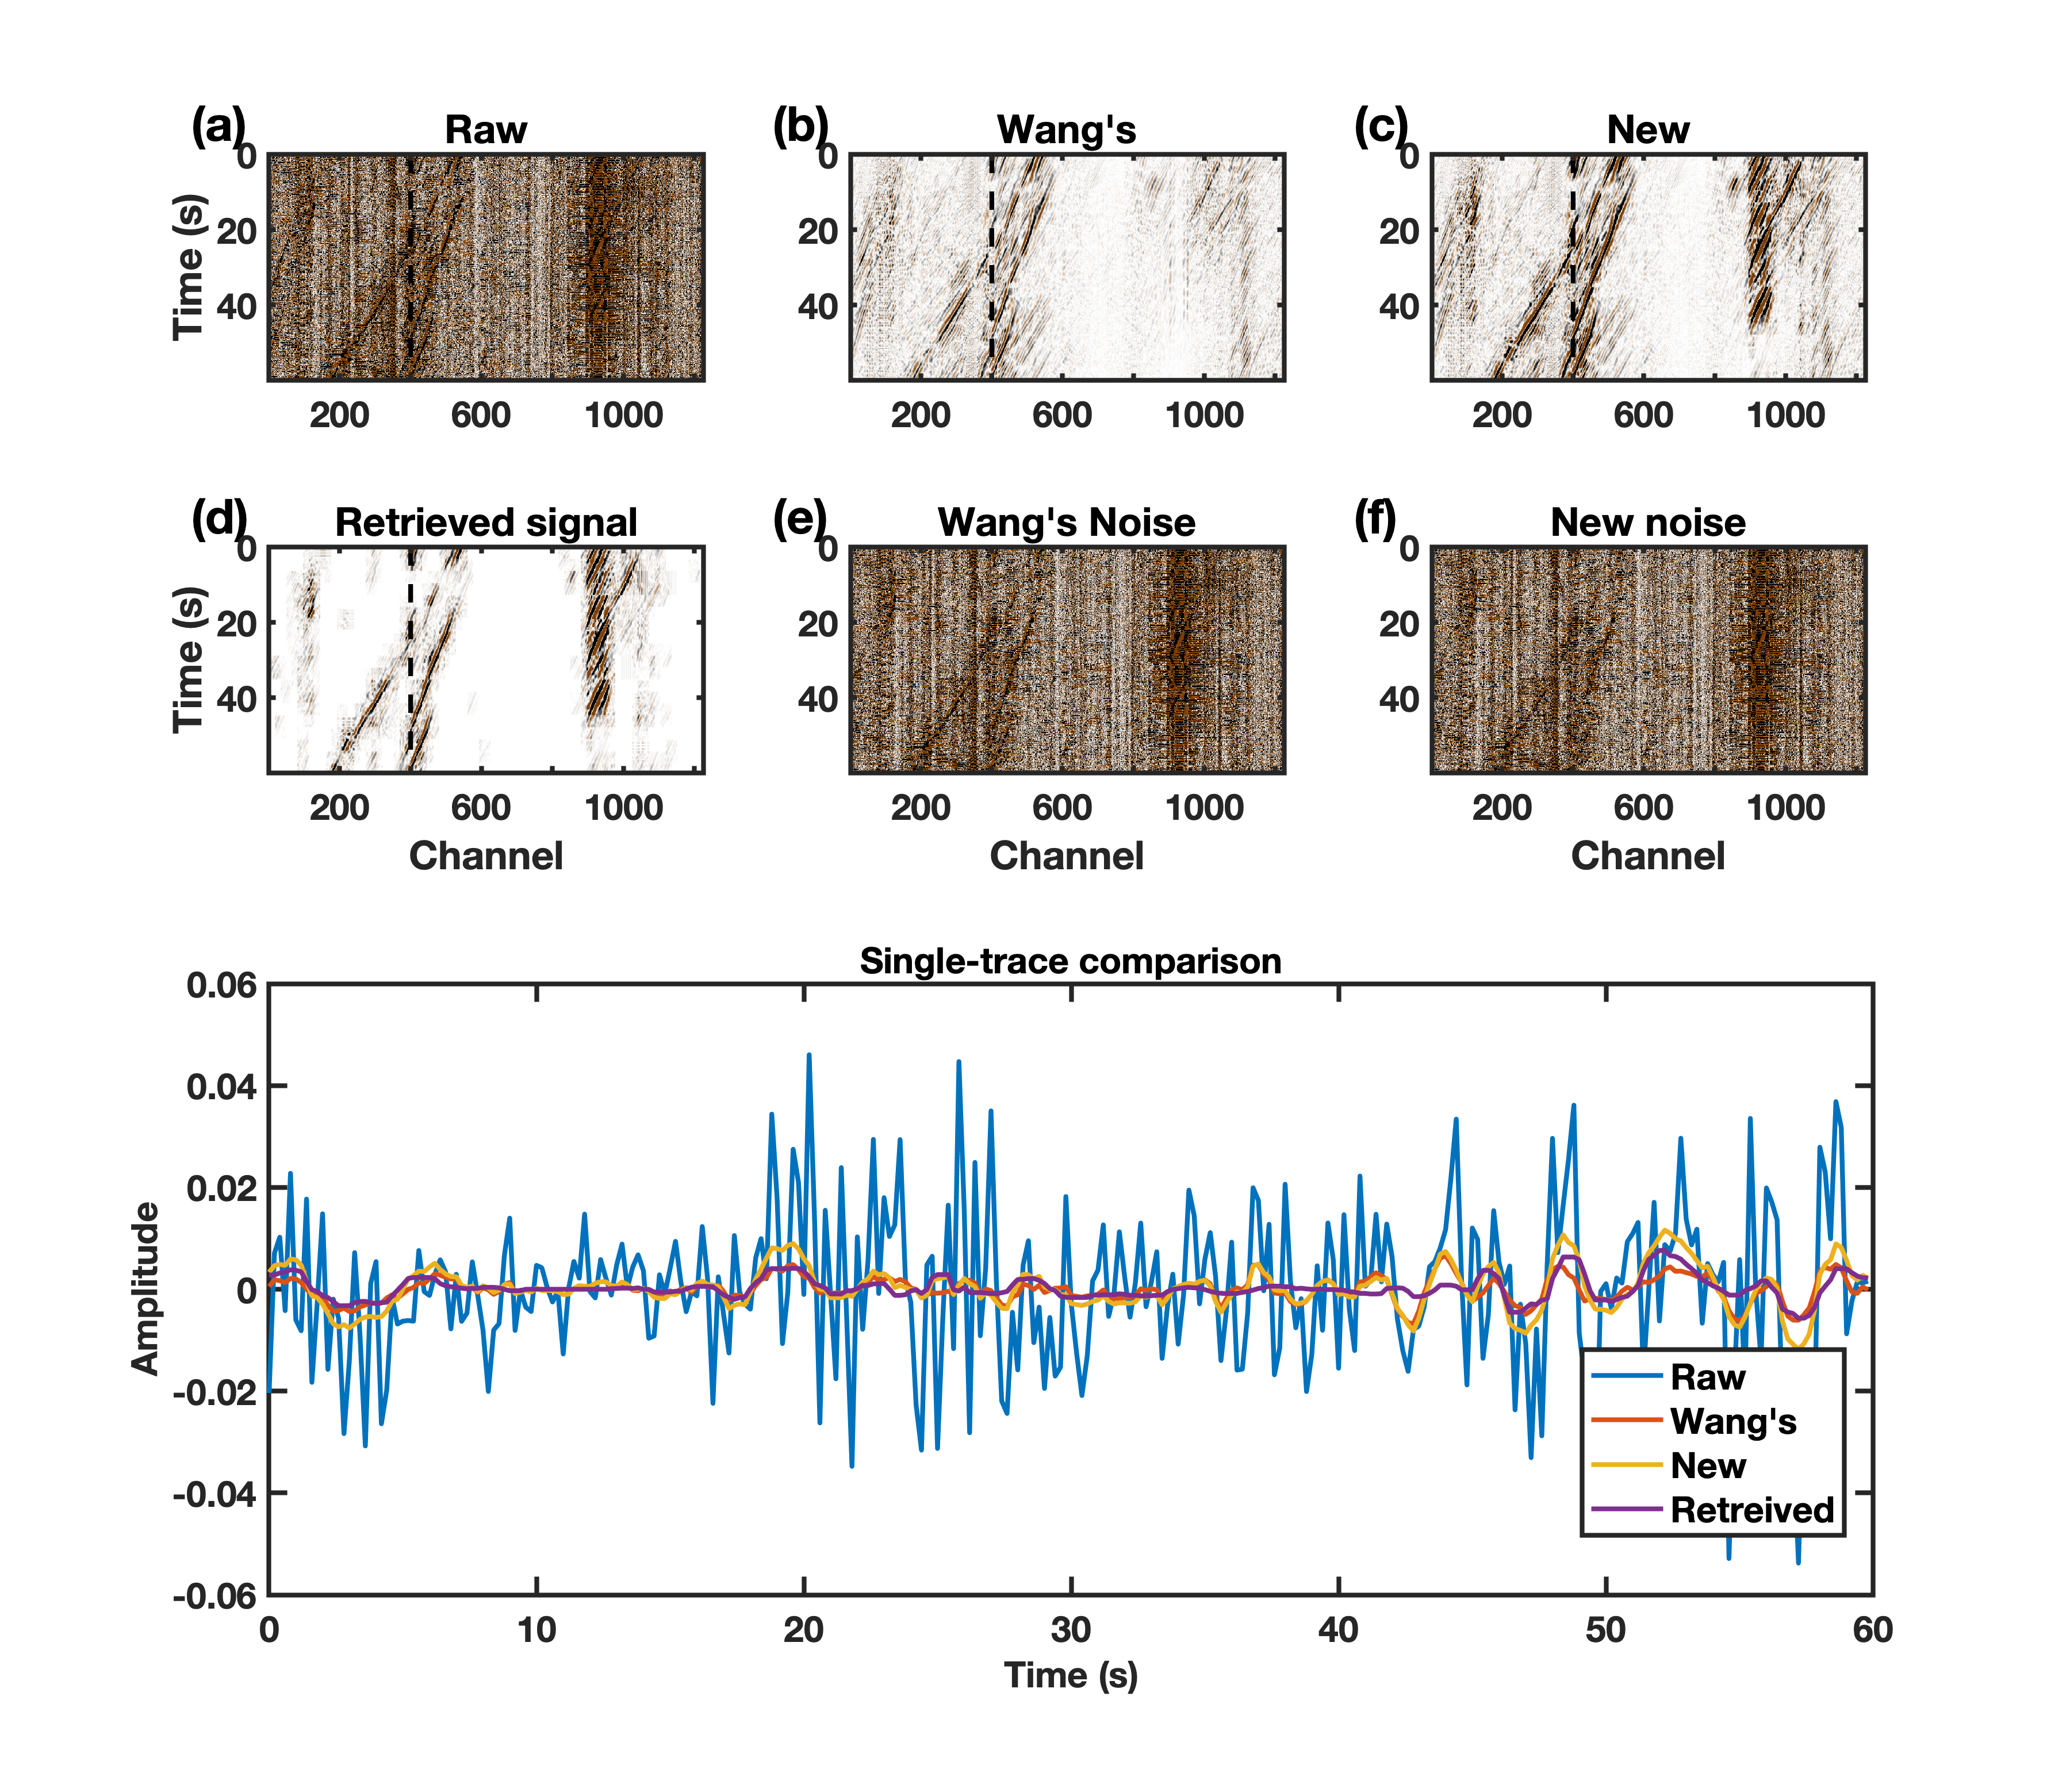 (a) Raw
(b) Wang's
(c) New
Time (s)
0
20
40
200 600 1000
0
20
40
200 600 1000
0
20
40
200 600 1000
(d) Retrieved signal
(e) Wang's Noise
(f) New noise
Time (s)
0
20
40
200 600 1000
Channel
0
20
40
200 600 1000
Channel
0
20
40
200 600 1000
Channel
Single-trace comparison
Amplitude
0.06
0.04
0.02
0
-0.02
-0.04
-0.06
0 10 20 30 40 50 60
Time (s)
Raw
Wang's
New
Retreived